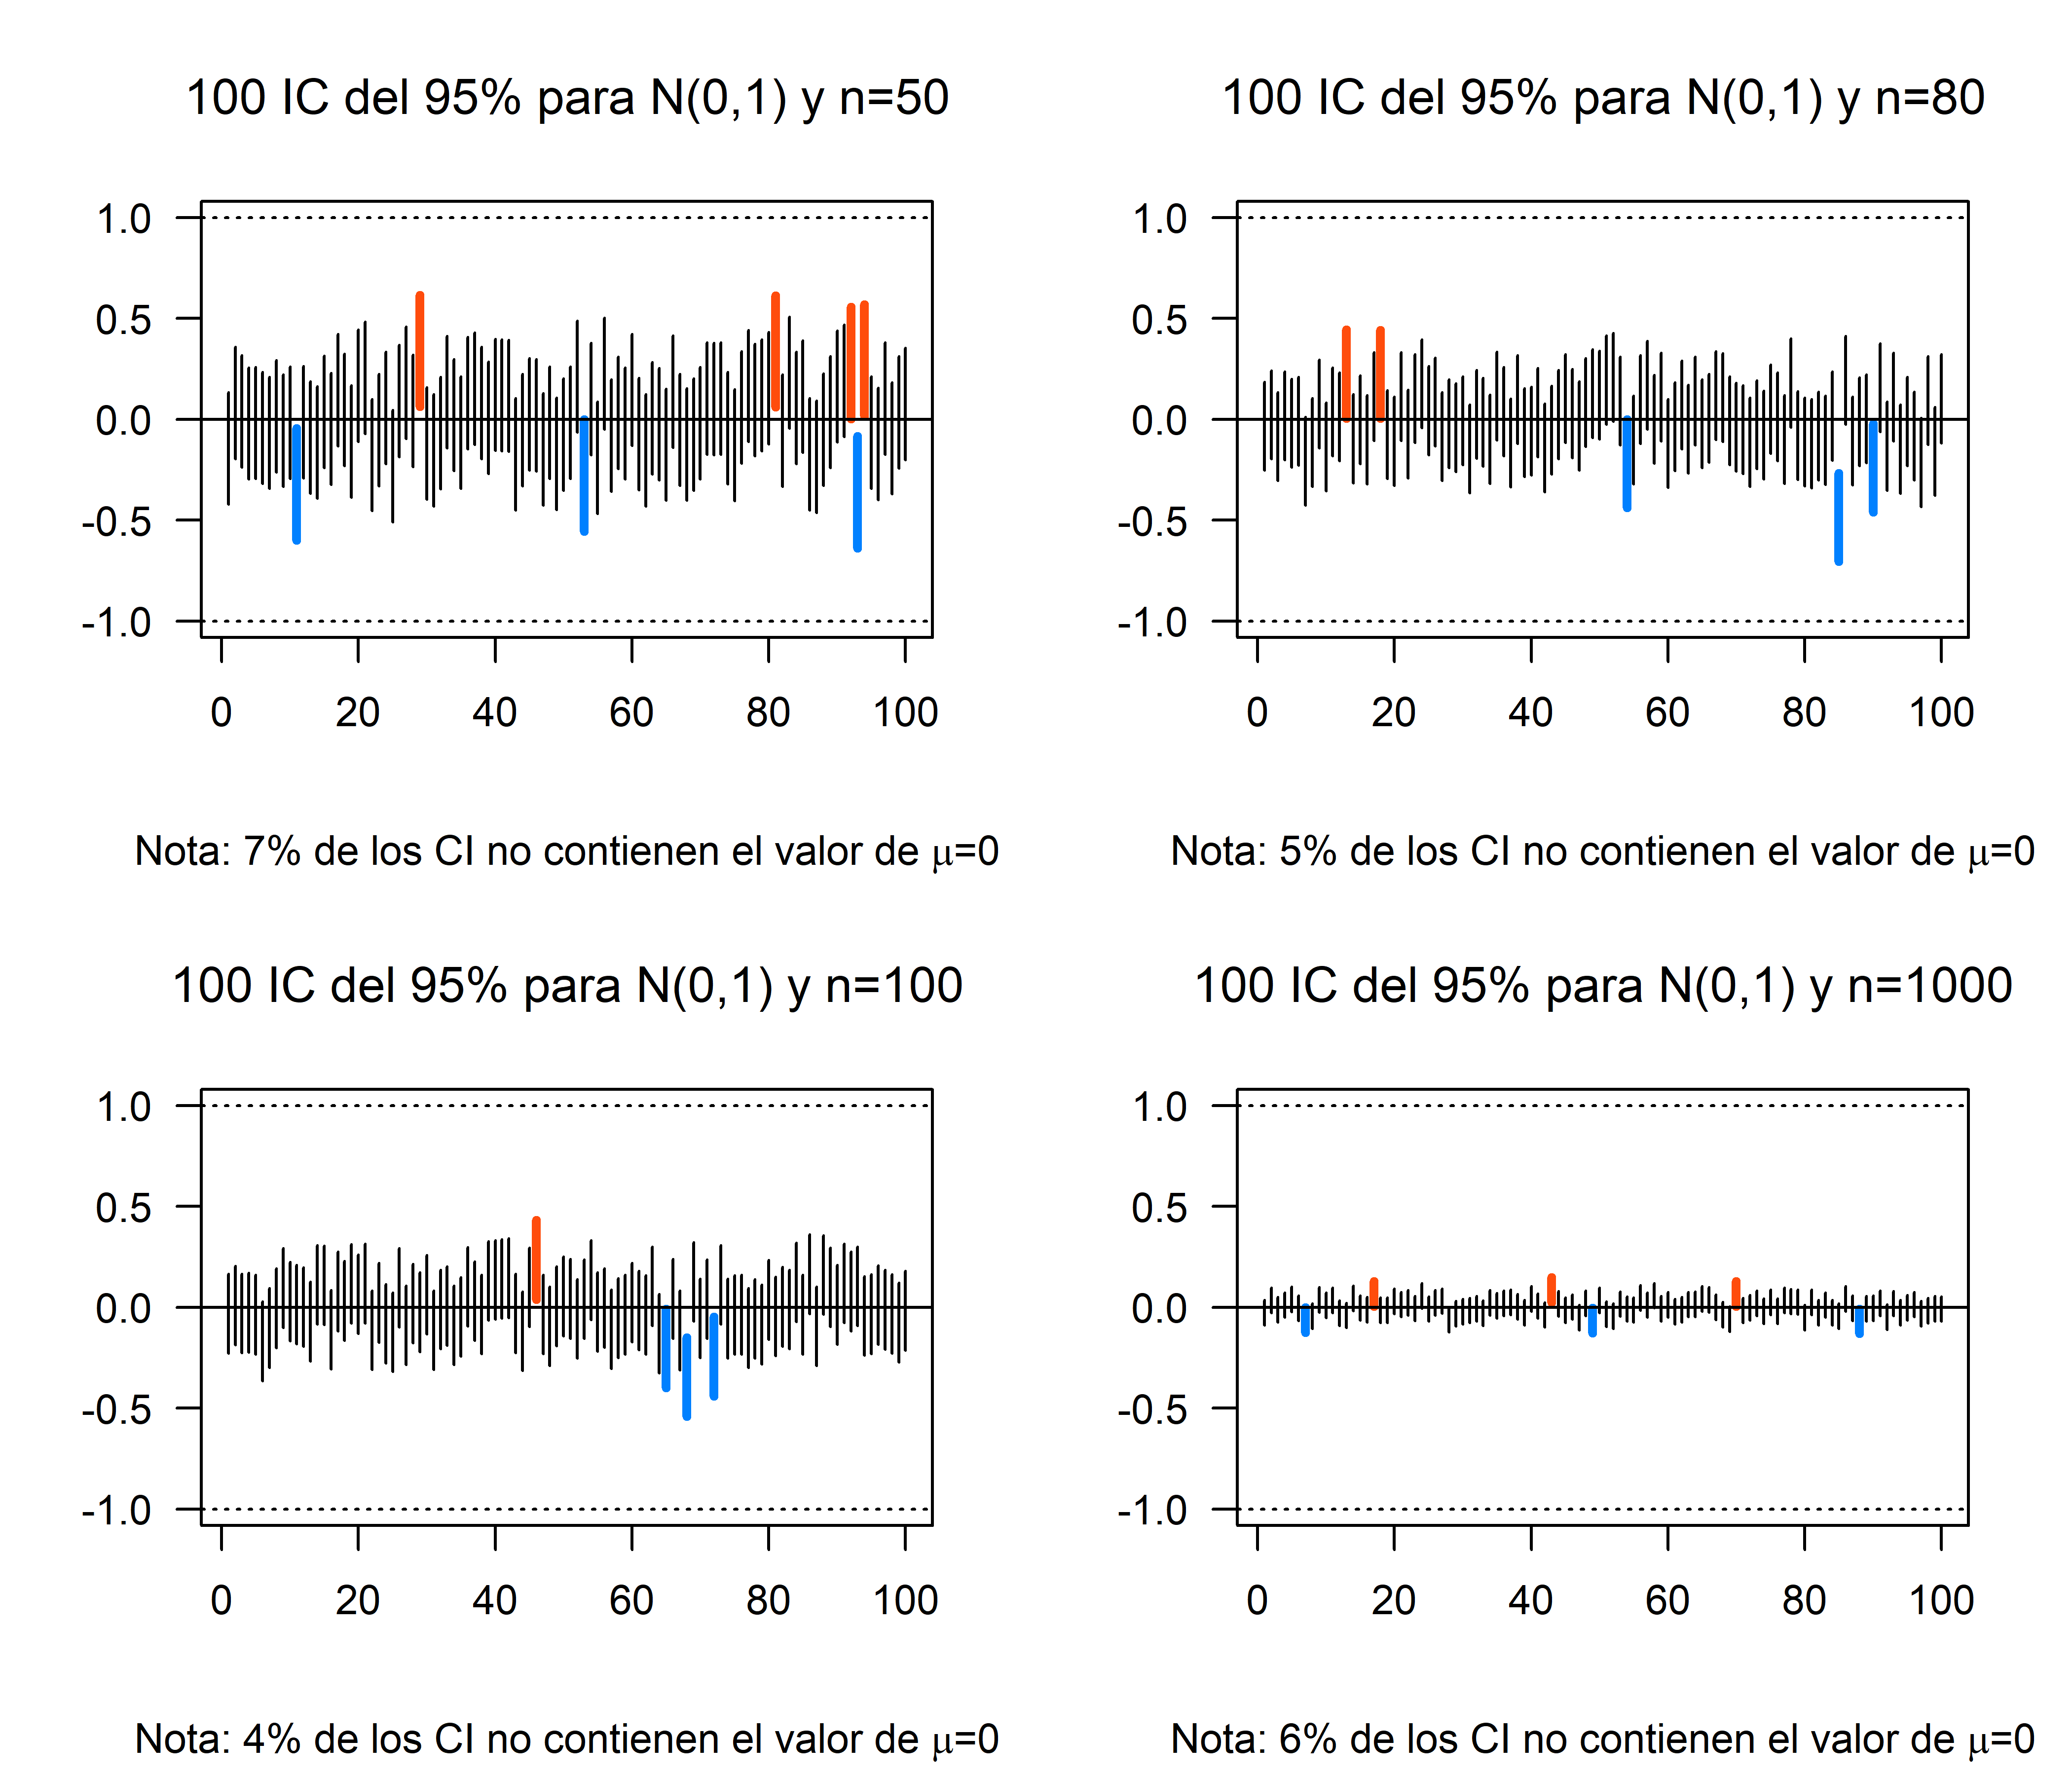 100 IC del 95% para N(0,1) y n=50
1.0
0.5
0.0
-0.5
-1.0
0 20 40 60 80 100
Nota: 7% de los CI no contienen el valor de μ=0
100 IC del 95% para N(0,1) y n=80
1.0
0.5
0.0
-0.5
-1.0
0 20 40 60 80 100
Nota: 5% de los CI no contienen el valor de μ=0
100 IC del 95% para N(0,1) y n=100
1.0
0.5
0.0
-0.5
-1.0
0 20 40 60 80 100
Nota: 4% de los CI no contienen el valor de μ=0
100 IC del 95% para N(0,1) y n=1000
1.0
0.5
0.0
-0.5
-1.0
0 20 40 60 80 100
Nota: 6% de los CI no contienen el valor de μ=0